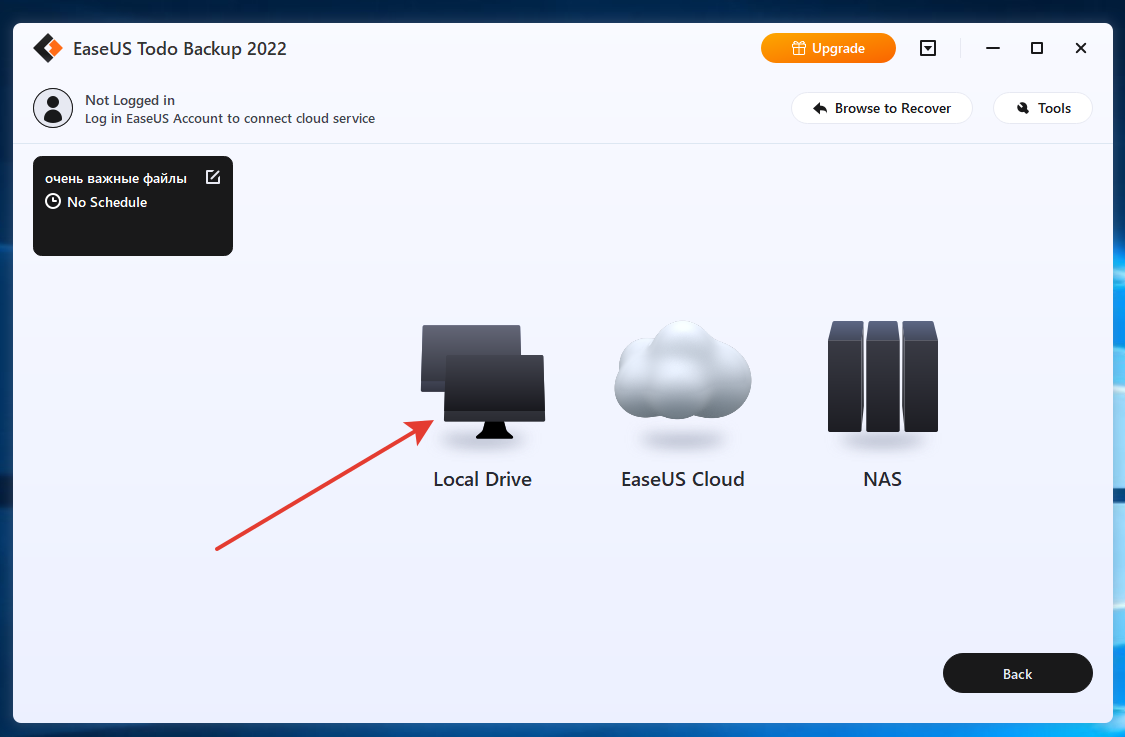 EaseUS Todo Backup 2022
Upgrade
Not Logged in
Log in EaseUS Account to connect cloud service
Browse to Recover
Tools
очень важные файлы
No Schedule
Local Drive
EaseUS Cloud
NAS
Back